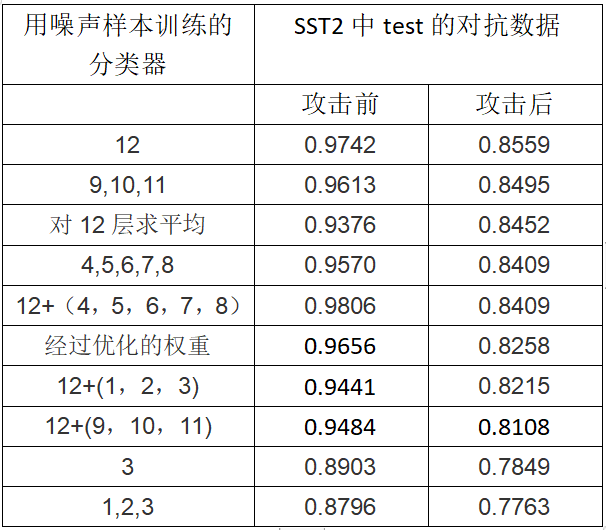 用噪声样本训练的 SST2 中 test 的对抗数据
分类器
攻击前 攻击后
12 0.9742 0.8559
9,10,11 0.9613 0.8495
对 12 层求平均 0.9376 0.8452
4,5,6,7,8 0.9570 0.8409
12+（4，5，6，7，8） 0.9806 0.8409
经过优化的权重 0.9656 0.8258
12+(1，2，3) 0.9441 0.8215
12+(9，10，11) 0.9484 0.8108
3 0.8903 0.7849
1,2,3 0.8796 0.7763